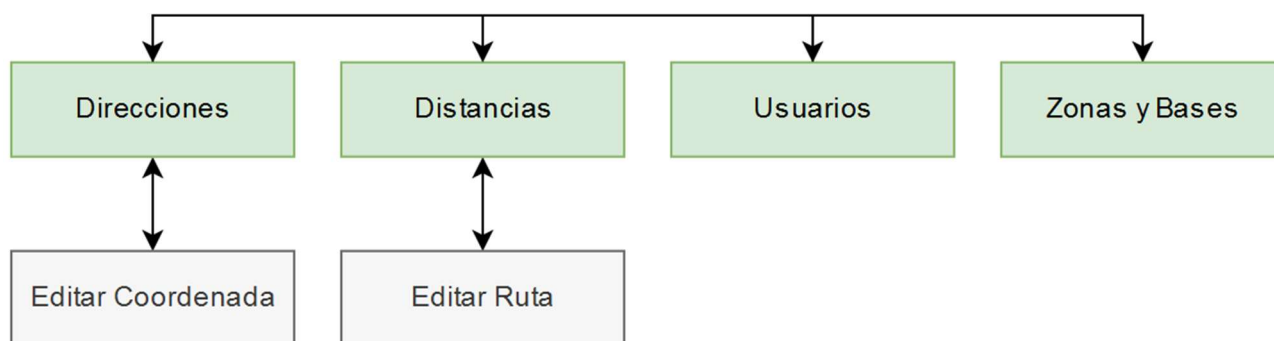 Direcciones
Distancias
Usuarios
Zonas y Bases
Editar Coordenada
Editar Ruta